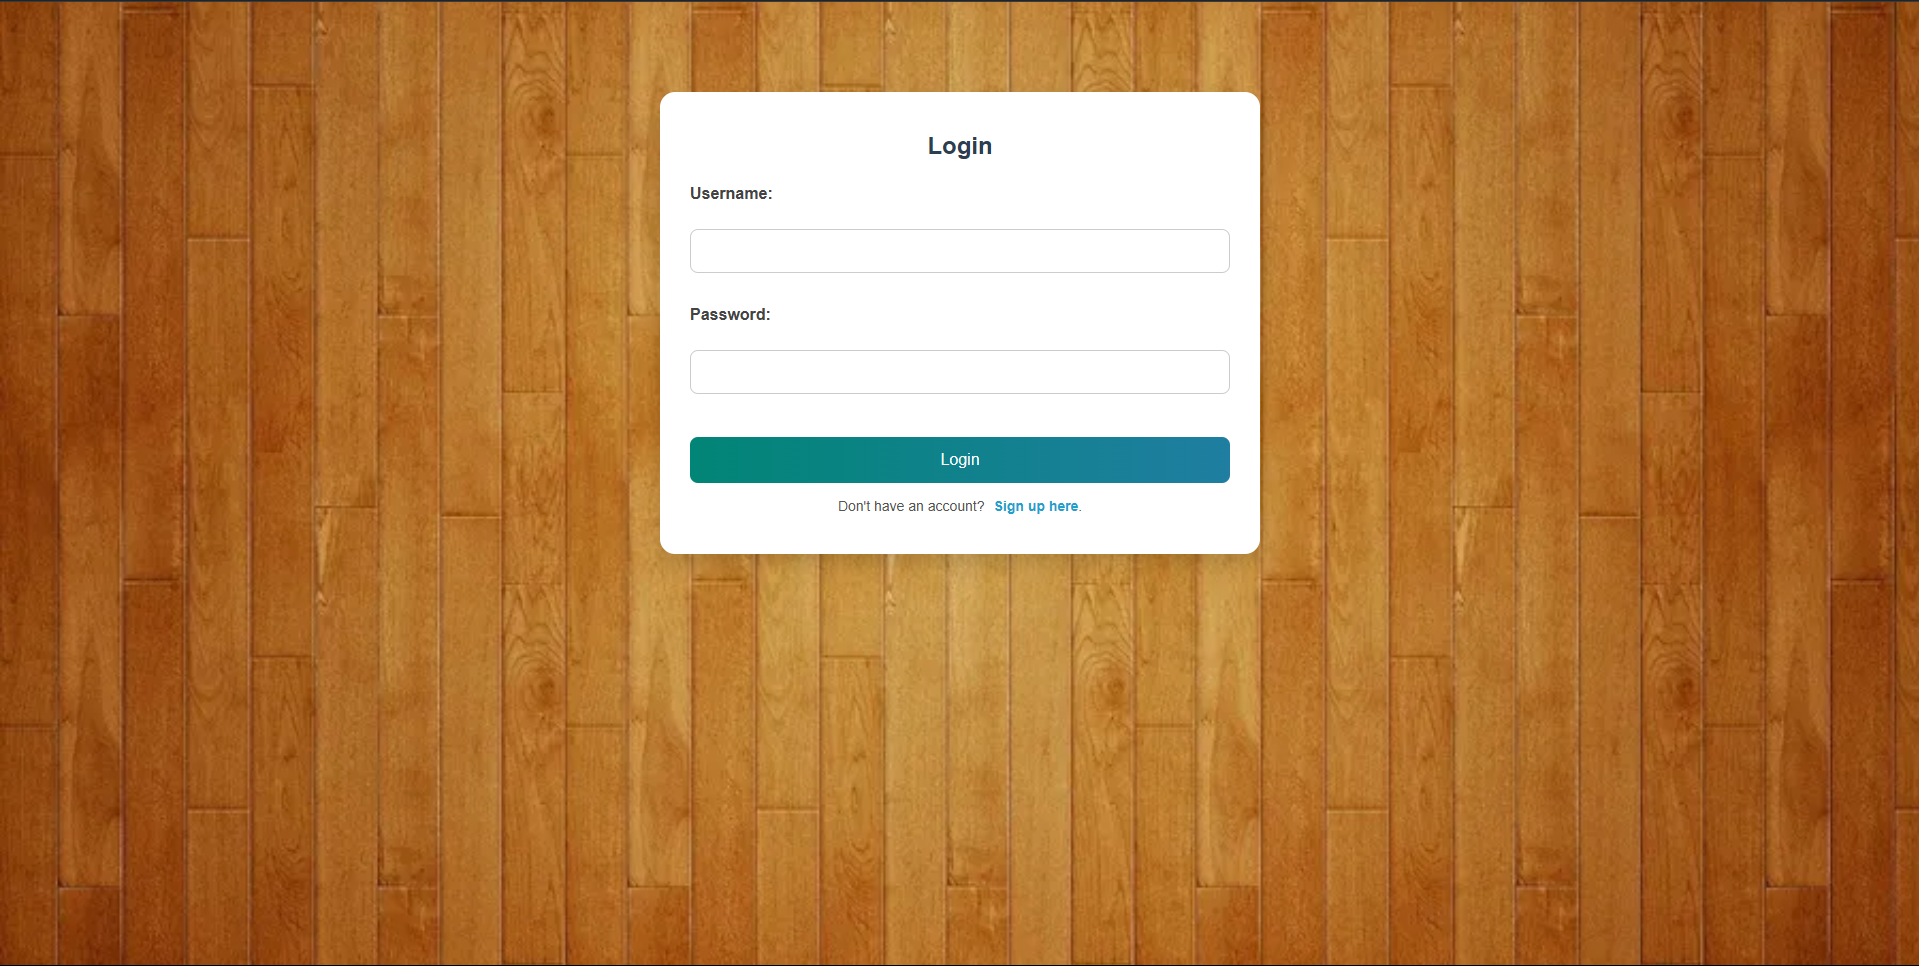 Login
Username:
Password:
Login
Don't have an account? Sign up here.